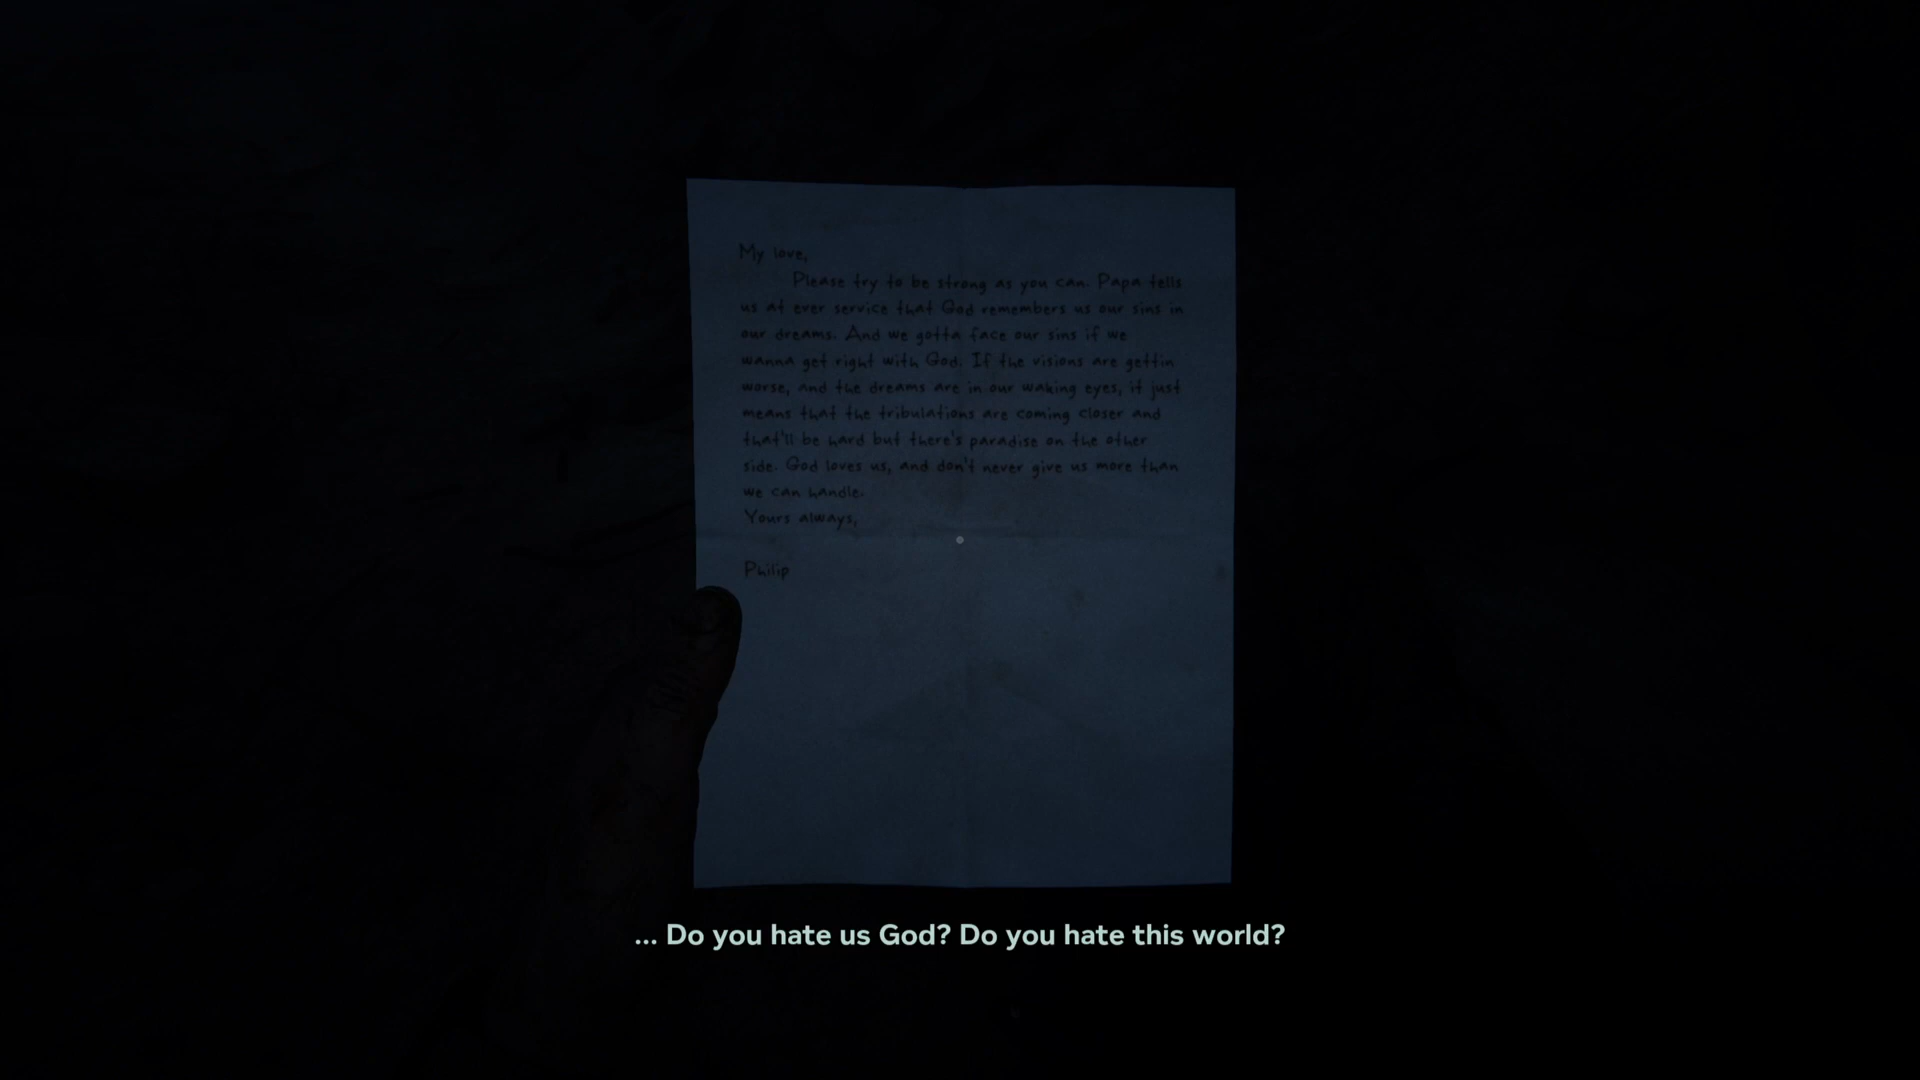 My love,
Please try to be strong as you can. Papa tells
us at ever service that God remembers us our sins in
our dreams. And we gotta face our sins if we
wanna get right with God. If the visions are gettin
worse, and the dreams are in our waking eyes, it just
means that the tribulations are coming closer and
that'll be hard but there's paradise on the other
side. God loves us, and don't never give us more than
we can handle.
Yours always,
Philip
... Do you hate us God? Do you hate this world?